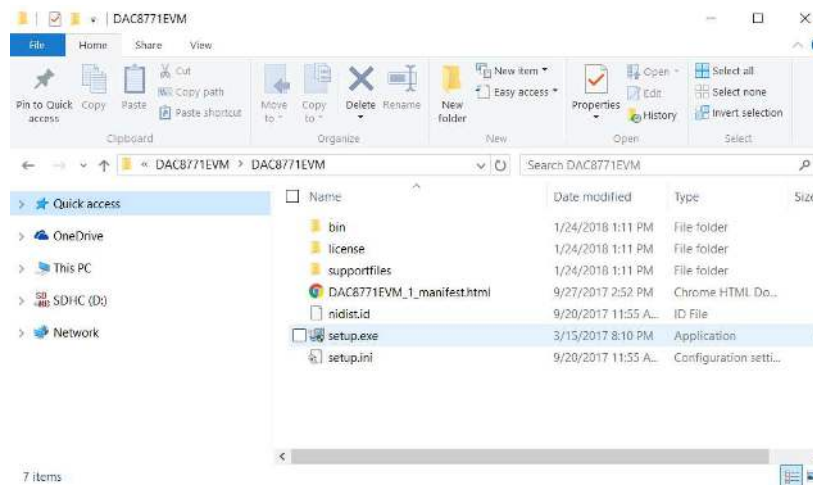 DAC8771EVM
File Home Share View
Pin to Quick access
Copy
Paste
Cut
Copy path
Paste shortcut
Clipboard
Move to
Copy to
Delete
Rename
Organize
New folder
New item
Easy access
New
Properties
Open
Edit
History
Open
Select all
Select none
Invert selection
Select
« DAC8771EVM > DAC8771EVM
Search DAC8771EVM
Quick access
OneDrive
This PC
SDHC (D:)
Network
Name Date modified Type Size
bin 1/24/2018 1:11 PM File folder
license 1/24/2018 1:11 PM File folder
supportfiles 1/24/2018 1:11 PM File folder
DAC8771EVM_1_manifest.html 9/27/2017 2:52 PM Chrome HTML Do...
nidist.id 9/20/2017 11:55 A... ID File
setup.exe 3/15/2017 8:10 PM Application
setup.ini 9/20/2017 11:55 A... Configuration setti...
7 items